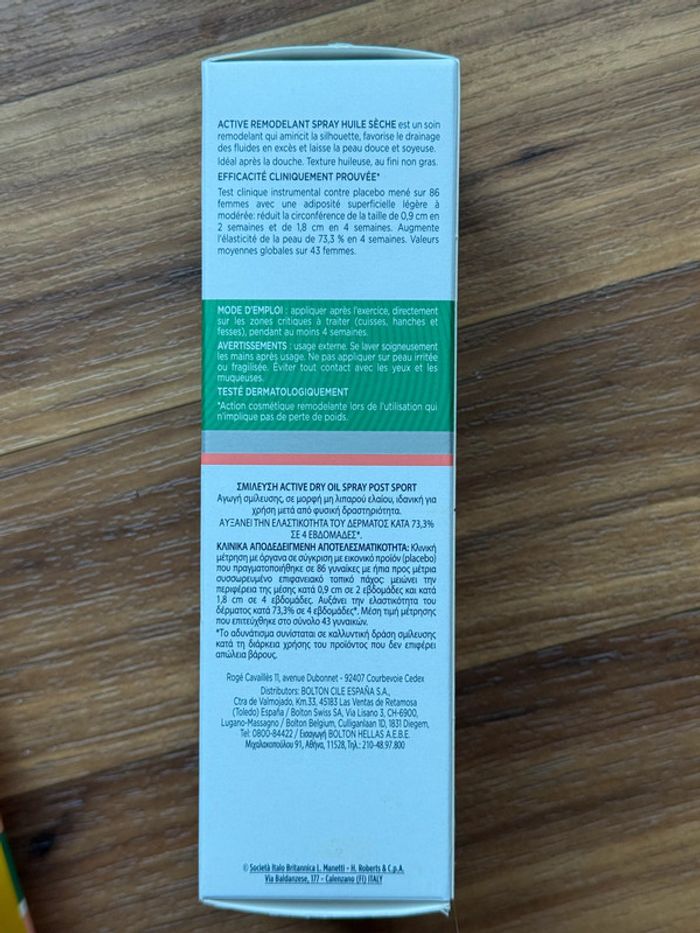 ACTIVE REMODELANT SPRAY HUILE SÈCHE est un soin
remodelant qui amincit la silhouette, favorise le drainage
des fluides en excès et laisse la peau douce et soyeuse.
Idéal après la douche. Texture huileuse, au fini non gras.
EFFICACITÉ CLINIQUEMENT PROUVÉE*
Test clinique instrumental contre placebo mené sur 86
femmes avec une adiposité superficielle légère à
modérée: réduit la circonférence de la taille de 0,9 cm en
2 semaines et de 1,8 cm en 4 semaines. Augmente
l'élasticité de la peau de 73,3 % en 4 semaines. Valeurs
moyennes globales sur 43 femmes.
MODE D'EMPLOI : appliquer après l'exercice, directement
sur les zones critiques à traiter (cuisses, hanches et
fesses), pendant au moins 4 semaines.
AVERTISSEMENTS : usage externe. Se laver soigneusement
les mains après usage. Ne pas appliquer sur peau irritée
ou fragilisée. Éviter tout contact avec les yeux et les
muqueuses.
TESTÉ DERMATOLOGIQUEMENT
*Action cosmétique remodelante lors de l'utilisation qui
n'implique pas de perte de poids.
ΣΜΙΛΕΥΣΗ ACTIVE DRY OIL SPRAY POST SPORT
Αγωγή σμίλευσης, σε μορφή μη λιπαρού ελαίου, ιδανική για
χρήση μετά από φυσική δραστηριότητα.
ΑΥΞΑΝΕΙ ΤΗΝ ΕΛΑΣΤΙΚΟΤΗΤΑ ΤΟΥ ΔΕΡΜΑΤΟΣ ΚΑΤΑ 73,3%
ΣΕ 4 ΕΒΔΟΜΑΔΕΣ*.
ΚΛΙΝΙΚΑ ΑΠΟΔΕΔΕΙΓΜΕΝΗ ΑΠΟΤΕΛΕΣΜΑΤΙΚΟΤΗΤΑ: Κλινική
μέτρηση με όργανα σε σύγκριση με εικονικό προϊόν (placebo)
που πραγματοποιήθηκε σε 86 γυναίκες με ήπια προς μέτρια
συσσωρευμένο επιφανειακό τοπικό πάχος: μειώνει την
περιφέρεια της μέσης κατά 0,9 cm σε 2 εβδομάδες και κατά
1,8 cm σε 4 εβδομάδες. Αυξάνει την ελαστικότητα του
δέρματος κατά 73,3% σε 4 εβδομάδες*. Μέση τιμή μέτρησης
που επιτεύχθηκε στο σύνολο 43 γυναικών.
*Το αδυνάτισμα συνίσταται σε καλλυντική δράση σμίλευσης
κατά τη διάρκεια χρήσης του προϊόντος που δεν επιφέρει
απώλεια βάρους.
Rogé Cavaillès 11, avenue Dubonnet - 92407 Courbevoie Cedex
Distributors: BOLTON CILE ESPAÑA S.A.,
Ctra de Valmojado, Km.33, 45183 Las Ventas de Retamosa
(Toledo) España / Bolton Swiss SA, Via Lisano 3, CH-6900,
Lugano-Massagno / Bolton Belgium, Culliganlaan 1D, 1831 Diegem,
Tel: 0800-84422 / Εισαγωγή BOLTON HELLAS A.E.B.E.
Μιχαλακοπούλου 91, Αθήνα, 11528, Τηλ.: 210-48.97.800
© Società Italo Britannica L. Manetti - H. Roberts & C.p.A.
Via Baldanzese, 177 - Calenzano (FI) ITALY